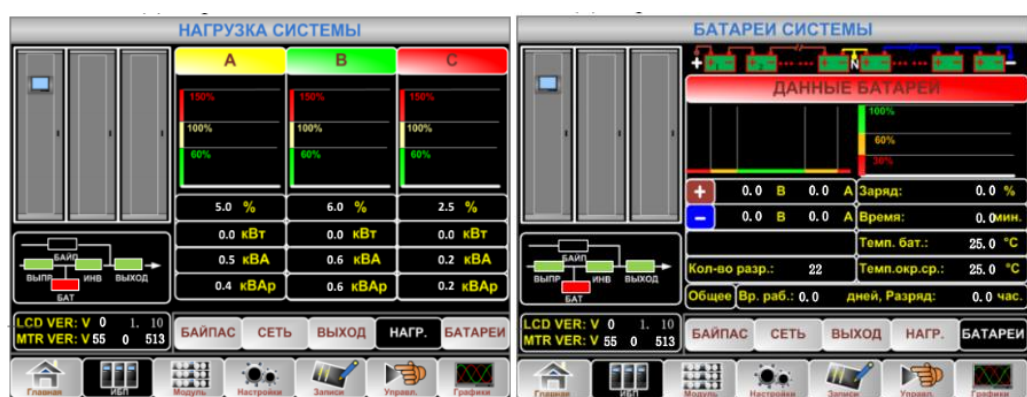 НАГРУЗКА СИСТЕМЫ
A B C
150% 150% 150%
100% 100% 100%
60% 60% 60%
5.0 % 6.0 % 2.5 %
0.0 кВт 0.0 кВт 0.0 кВт
0.5 кВА 0.6 кВА 0.2 кВА
0.4 кВАр 0.6 кВАр 0.2 кВАр
БАЙП
ВЫПР ИНВ ВЫХОД
БАТ
LCD VER: V 0 1. 10
MTR VER: V 55 0 513
БАЙПАС СЕТЬ ВЫХОД НАГР. БАТАРЕИ
Главная ИБП Модуль Настройки Записи Управл. Графики
БАТАРЕИ СИСТЕМЫ
+ 1 2 N −
ДАННЫЕ БАТАРЕИ
100%
60%
30%
+ 0.0 В 0.0 А Заряд: 0.0 %
− 0.0 В 0.0 А Время: 0.0мин.
Темп. бат.: 25.0 °C
Кол-во разр.: 22 Темп.окр.ср.: 25.0 °C
Общее Вр. раб.: 0.0 дней, Разряд: 0.0 час.
БАЙП
ВЫПР ИНВ ВЫХОД
БАТ
LCD VER: V 0 1. 10
MTR VER: V 55 0 513
БАЙПАС СЕТЬ ВЫХОД НАГР. БАТАРЕИ
Главная ИБП Модуль Настройки Записи Управл. Графики